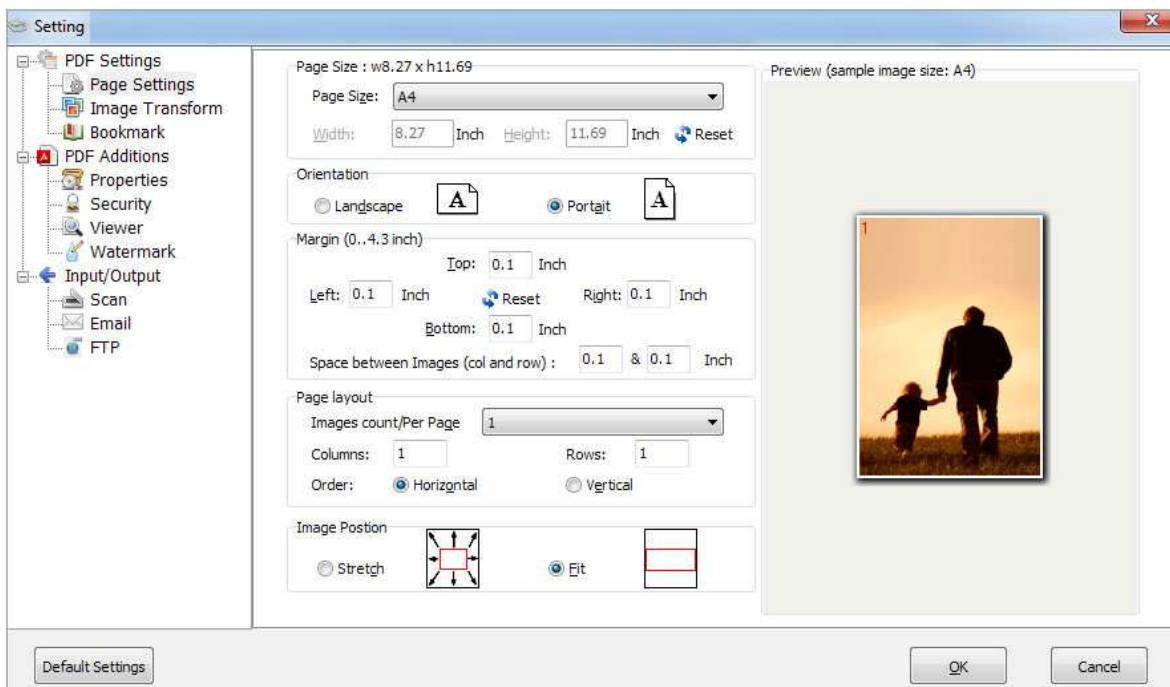 Setting
PDF Settings
Page Settings
Image Transform
Bookmark
PDF Additions
Properties
Security
Viewer
Watermark
Input/Output
Scan
Email
FTP
Page Size : w8.27 x h11.69
Page Size: A4
Width: 8.27 Inch Height: 11.69 Inch Reset
Orientation
Landscape A Portait A
Margin (0..4.3 inch)
Top: 0.1 Inch
Left: 0.1 Inch Reset Right: 0.1 Inch
Bottom: 0.1 Inch
Space between Images (col and row) : 0.1 & 0.1 Inch
Page layout
Images count/Per Page 1
Columns: 1 Rows: 1
Order: Horizontal Vertical
Image Postion
Stretch Fit
Preview (sample image size: A4)
1
Default Settings OK Cancel